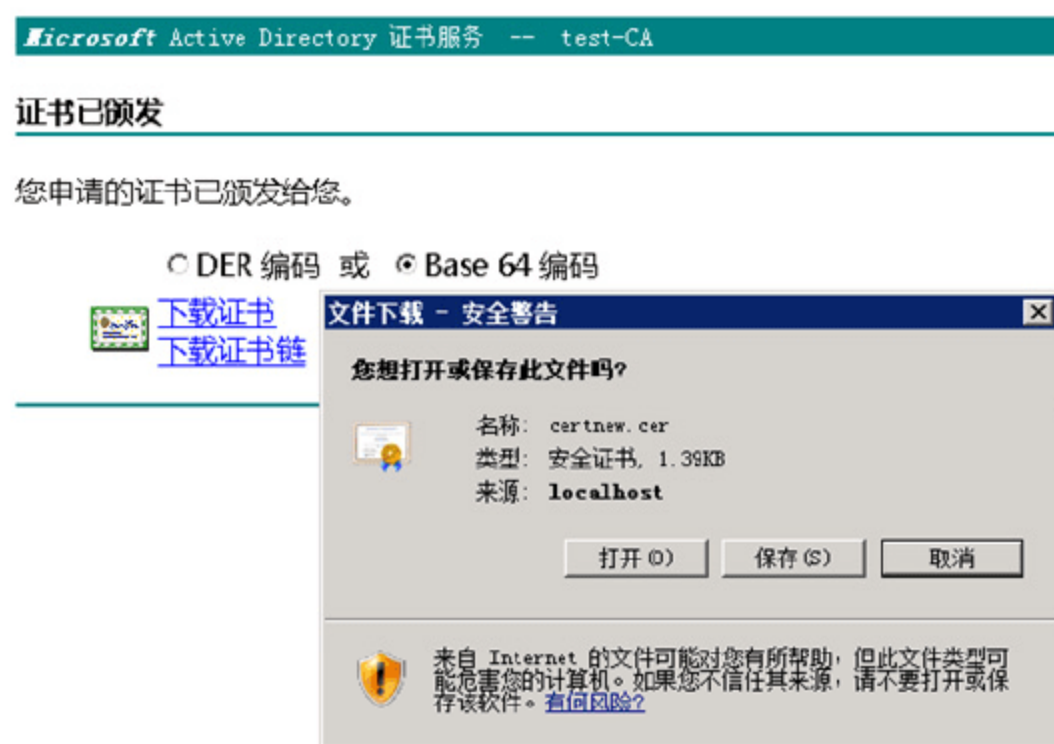 Microsoft Active Directory 证书服务 -- test-CA
证书已颁发
您申请的证书已颁发给您。
DER 编码 或 Base 64 编码
下载证书
下载证书链
文件下载 - 安全警告
您想打开或保存此文件吗?
名称: certnew.cer
类型: 安全证书, 1.39KB
来源: localhost
打开(O) 保存(S) 取消
来自 Internet 的文件可能对您有所帮助，但此文件类型可
能危害您的计算机。如果您不信任其来源，请不要打开或保
存该软件。有何风险?